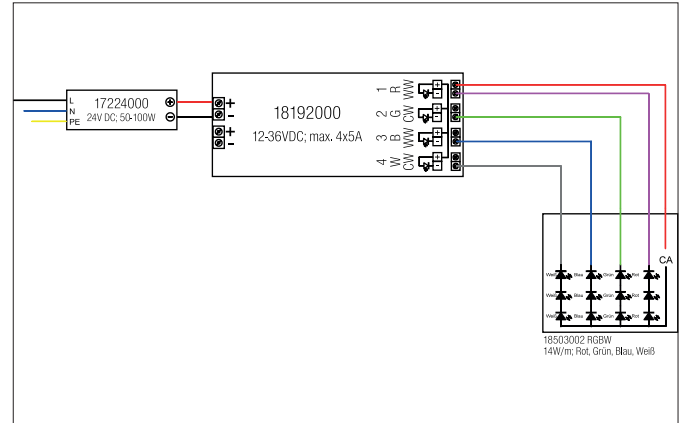 L
N
PE
17224000
24V DC; 50-100W
+
-
+
-
18192000
12-36VDC; max. 4x5A
1 R WW
2 G CW
3 B WW
4 W CW
+
-
+
-
+
-
+
-
CA
Weiß Blau Grün Rot
Weiß Blau Grün Rot
Weiß Blau Grün Rot
18503002 RGBW
14W/m; Rot, Grün, Blau, Weiß